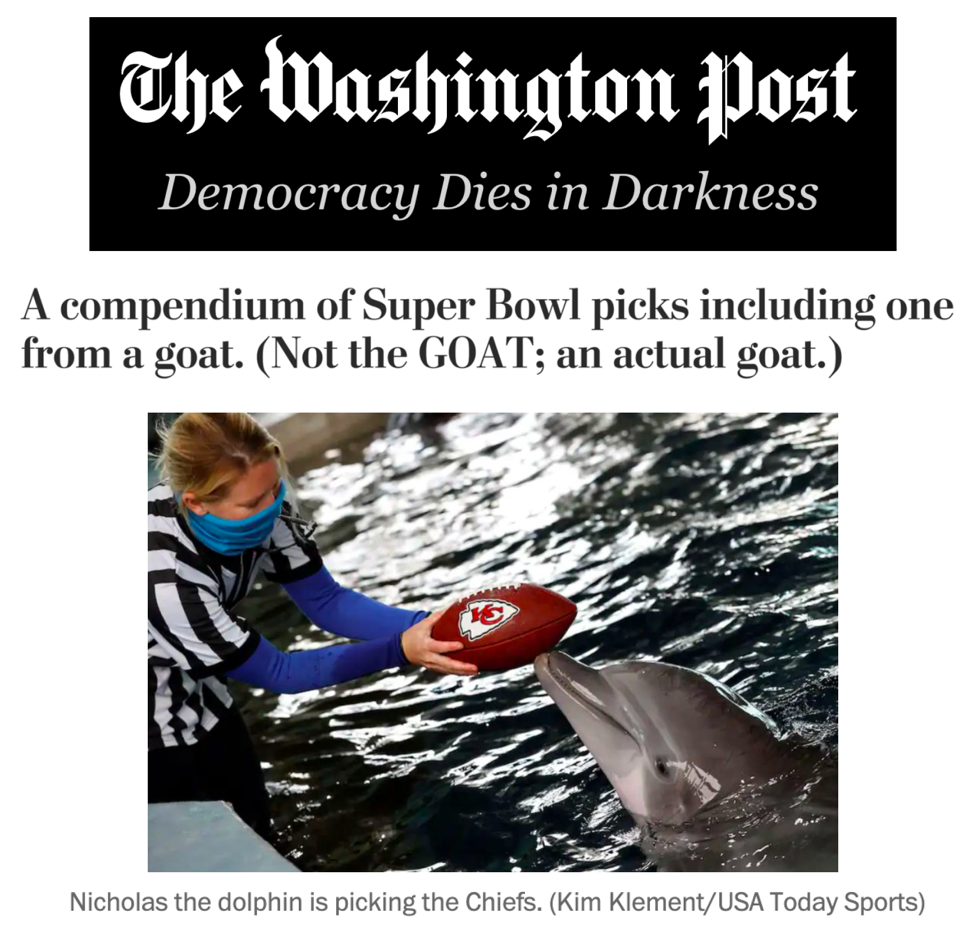 The Washington Post
Democracy Dies in Darkness
A compendium of Super Bowl picks including one
from a goat. (Not the GOAT; an actual goat.)
KC
Nicholas the dolphin is picking the Chiefs. (Kim Klement/USA Today Sports)